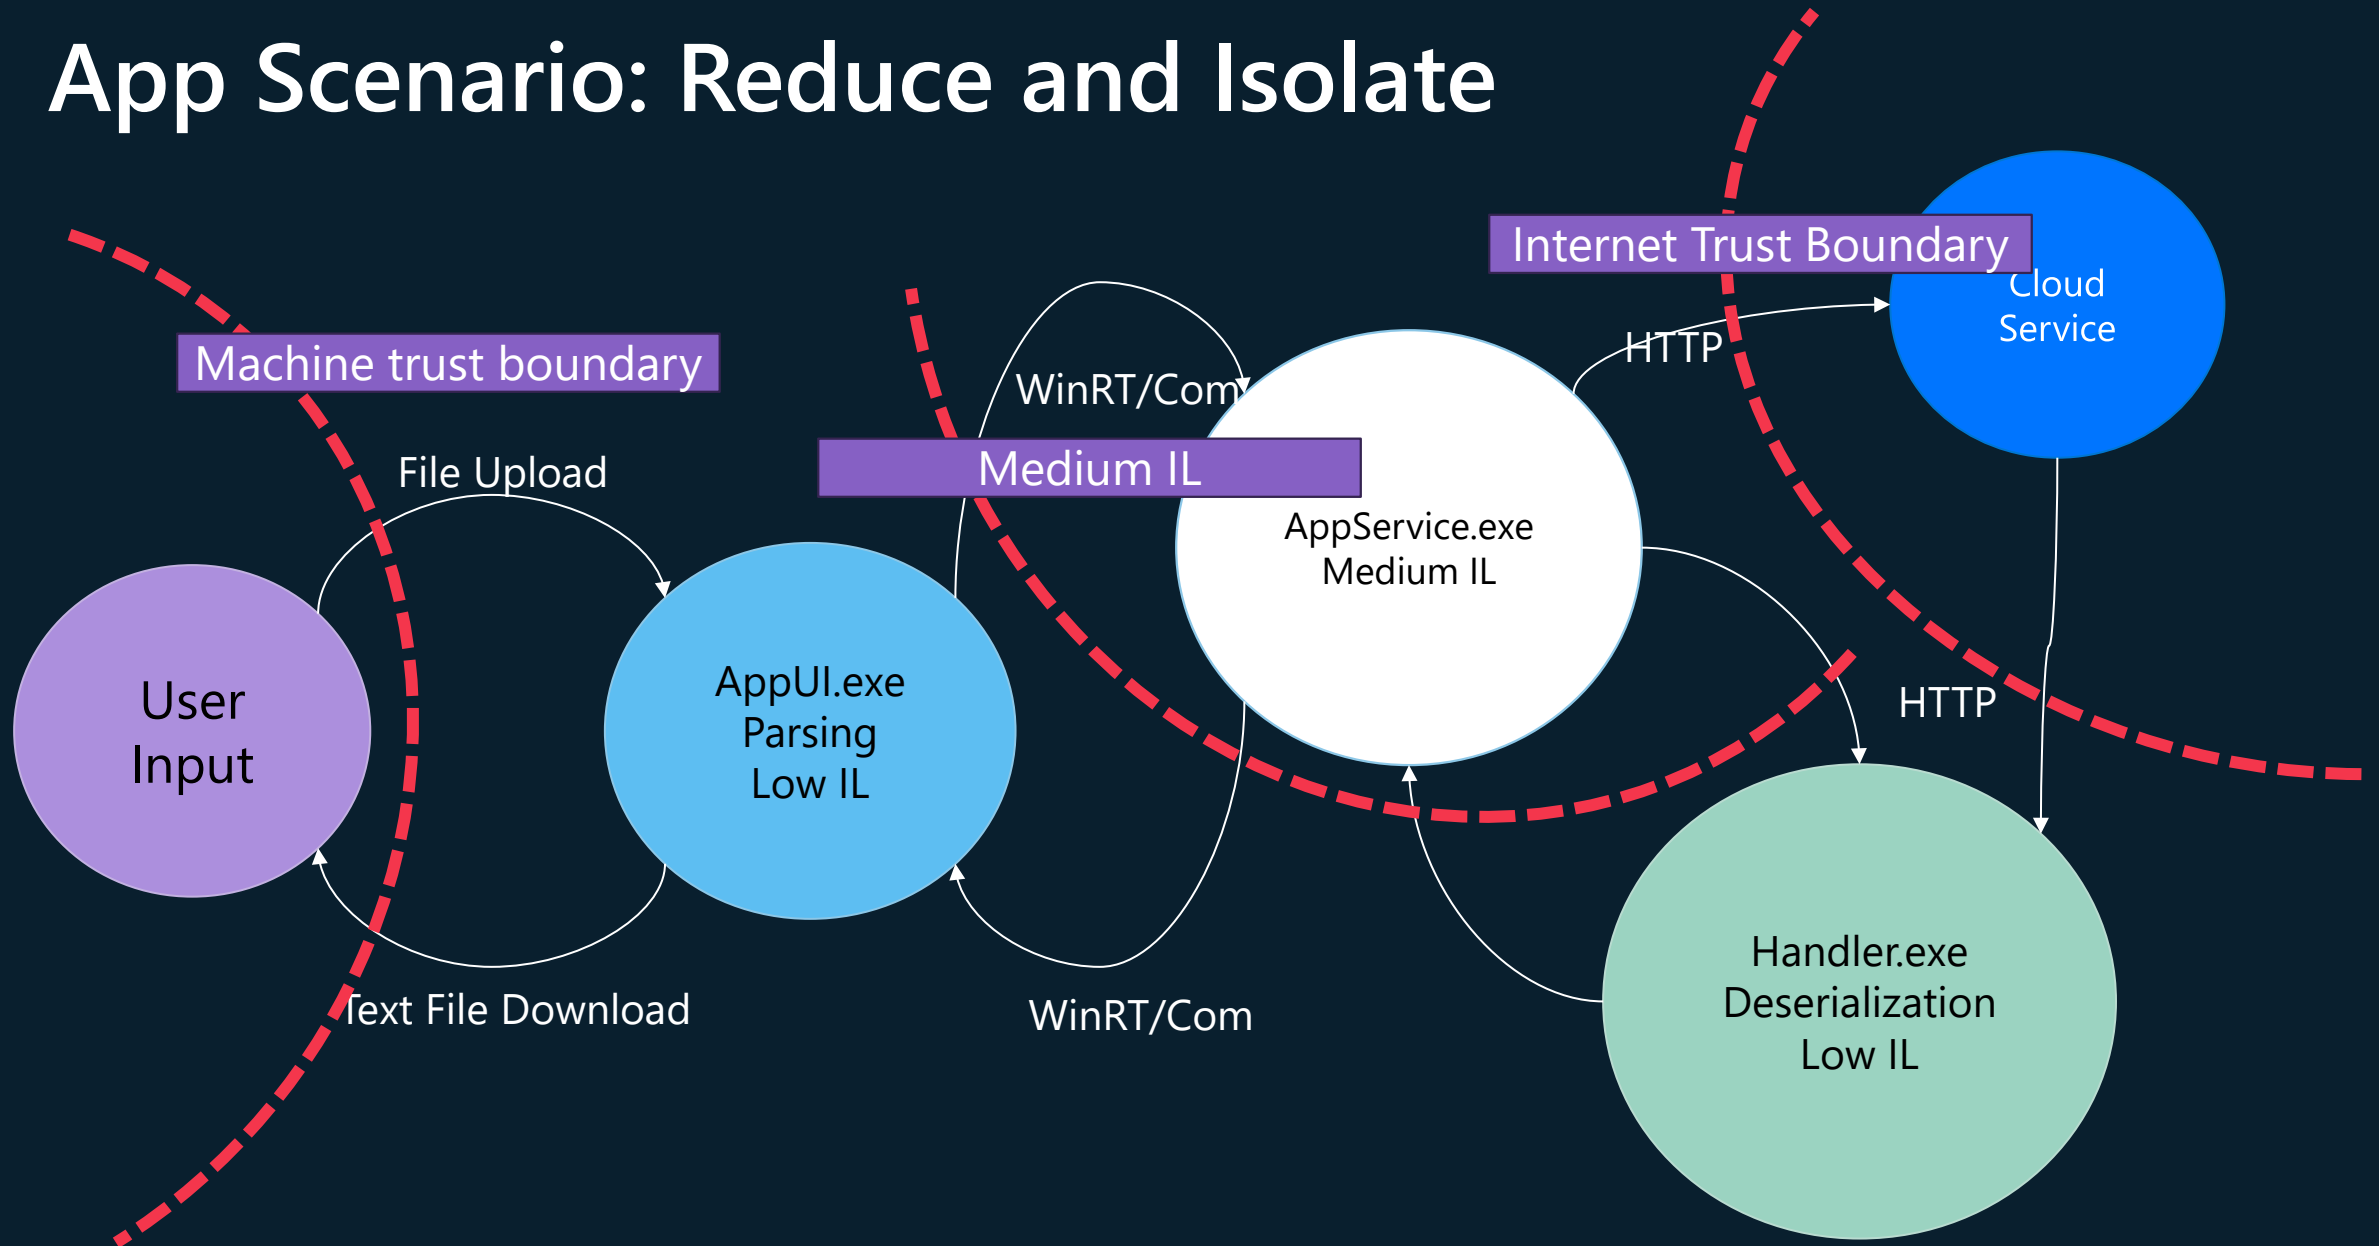 App Scenario: Reduce and Isolate
Internet Trust Boundary
Cloud
Service
Machine trust boundary
HTTP
WinRT/Com
File Upload
Medium IL
AppService.exe
Medium IL
User
Input
AppUI.exe
Parsing
Low IL
HTTP
Text File Download
WinRT/Com
Handler.exe
Deserialization
Low IL